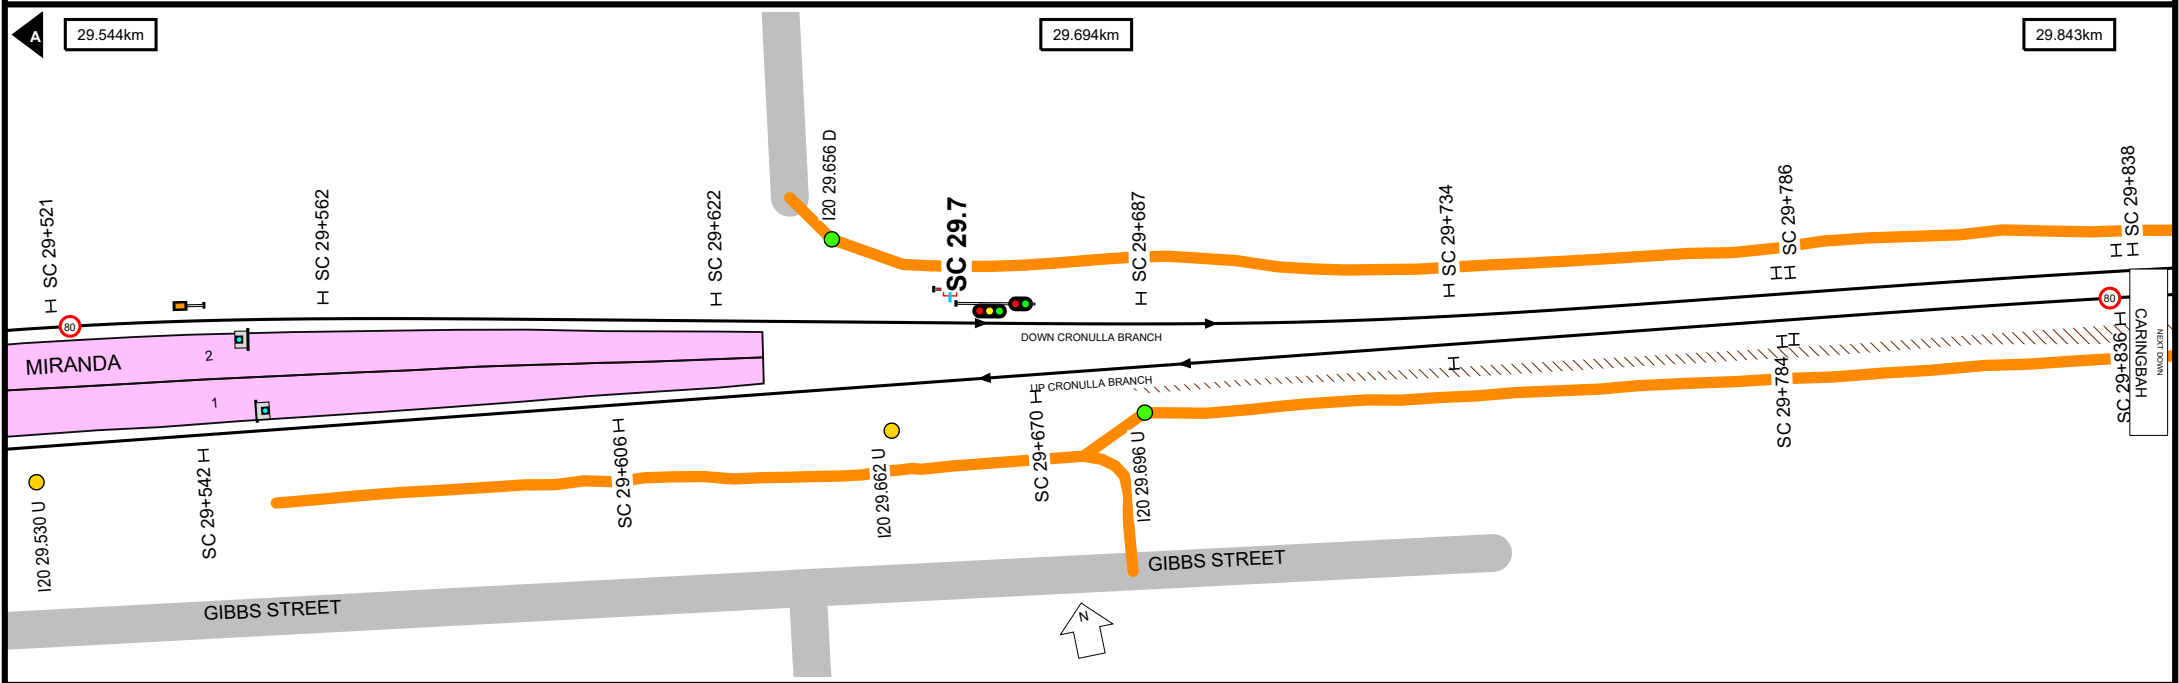 A
29.544km
29.694km
29.843km
SC 29+521
SC 29+562
SC 29+622
I20 29.656 D
SC 29.7
SC 29+687
SC 29+734
SC 29+786
SC 29+838
80
80
MIRANDA
2
1
DOWN CRONULLA BRANCH
UP CRONULLA BRANCH
CARINGBAH
NEXT DOWN
I20 29.530 U
SC 29+542
SC 29+606
I20 29.662 U
SC 29+670
I20 29.696 U
SC 29+784
SC 29+836
GIBBS STREET
GIBBS STREET
N